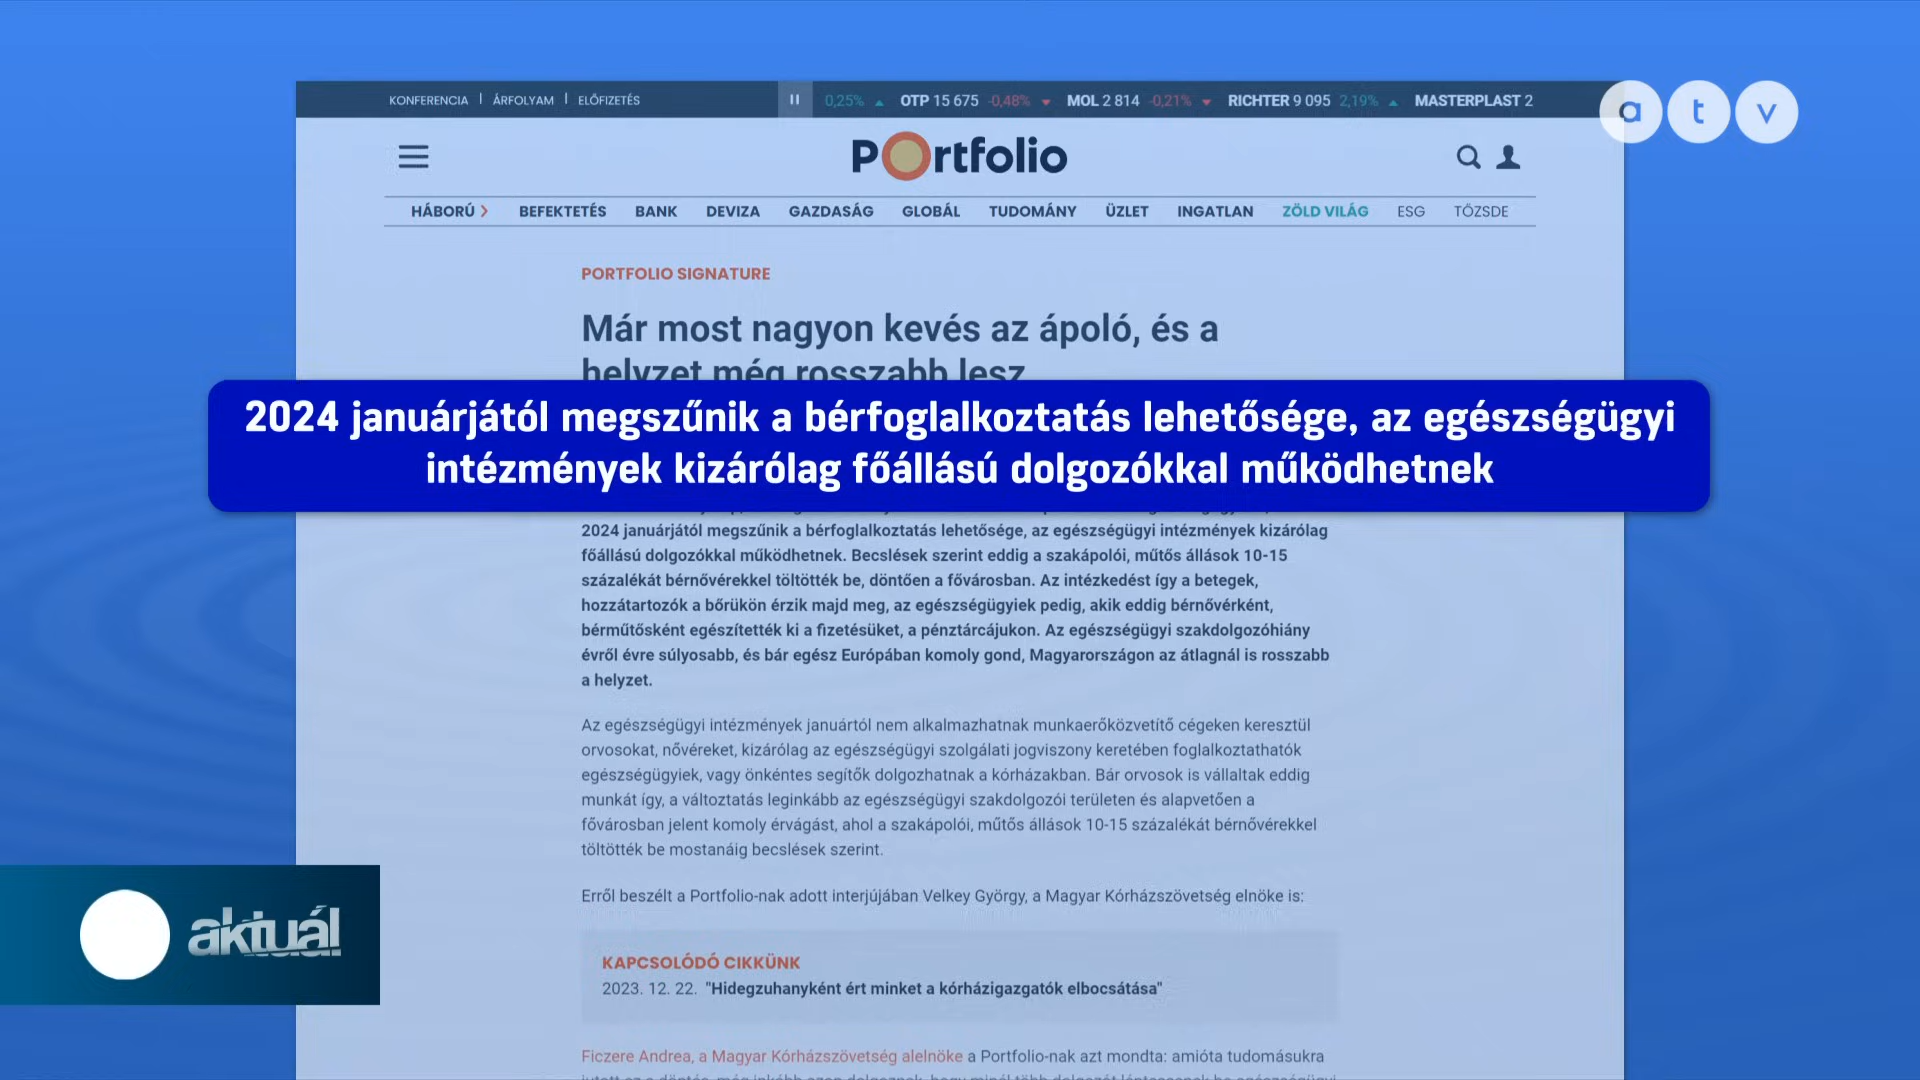 KONFERENCIA | ÁRFOLYAM | ELŐFIZETÉS
0,25% OTP 15 675 -0,48% MOL 2 814 -0,21% RICHTER 9 095 2,19% MASTERPLAST 2
a t v
Portfolio
HÁBORÚ BEFEKTETÉS BANK DEVIZA GAZDASÁG GLOBÁL TUDOMÁNY ÜZLET INGATLAN ZÖLD VILÁG ESG TŐZSDE
PORTFOLIO SIGNATURE
Már most nagyon kevés az ápoló, és a
helyzet még rosszabb lesz
2024 januárjától megszűnik a bérfoglalkoztatás lehetősége, az egészségügyi
intézmények kizárólag főállású dolgozókkal működhetnek
2024 januárjától megszűnik a bérfoglalkoztatás lehetősége, az egészségügyi intézmények kizárólag
főállású dolgozókkal működhetnek. Becslések szerint eddig a szakápolói, műtős állások 10-15
százalékát bérnővérekkel töltötték be, döntően a fővárosban. Az intézkedést így a betegek,
hozzátartozók a bőrükön érzik majd meg, az egészségügyiek pedig, akik eddig bérnővérként,
bérműtősként egészítették ki a fizetésüket, a pénztárcájukon. Az egészségügyi szakdolgozóhiány
évről évre súlyosabb, és bár egész Európában komoly gond, Magyarországon az átlagnál is rosszabb
a helyzet.
Az egészségügyi intézmények januártól nem alkalmazhatnak munkaerőközvetítő cégeken keresztül
orvosokat, nővéreket, kizárólag az egészségügyi szolgálati jogviszony keretében foglalkoztathatók
egészségügyiek, vagy önkéntes segítők dolgozhatnak a kórházakban. Bár orvosok is vállaltak eddig
munkát így, a változtatás leginkább az egészségügyi szakdolgozói területen és alapvetően a
fővárosban jelent komoly érvágást, ahol a szakápolói, műtős állások 10-15 százalékát bérnővérekkel
töltötték be mostanáig becslések szerint.
Erről beszélt a Portfolio-nak adott interjújában Velkey György, a Magyar Kórházszövetség elnöke is:
aktuál
KAPCSOLÓDÓ CIKKÜNK
2023. 12. 22. "Hidegzuhanyként ért minket a kórházigazgatók elbocsátása"
Ficzere Andrea, a Magyar Kórházszövetség alelnöke a Portfolio-nak azt mondta: amióta tudomásukra